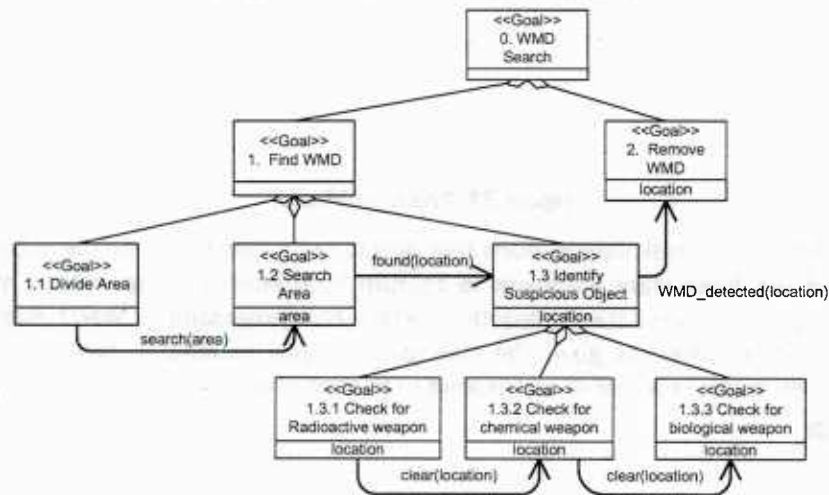 <<Goal>>
0. WMD
Search
<<Goal>>
1. Find WMD
<<Goal>>
2. Remove
WMD
location
<<Goal>>
1.1 Divide Area
<<Goal>>
1.2 Search
Area
area
found(location)
<<Goal>>
1.3 Identify
Suspicious Object
location
WMD_detected(location)
search(area)
<<Goal>>
1.3.1 Check for
Radioactive weapon
location
<<Goal>>
1.3.2 Check for
chemical weapon
location
<<Goal>>
1.3.3 Check for
biological weapon
location
clear(location)
clear(location)